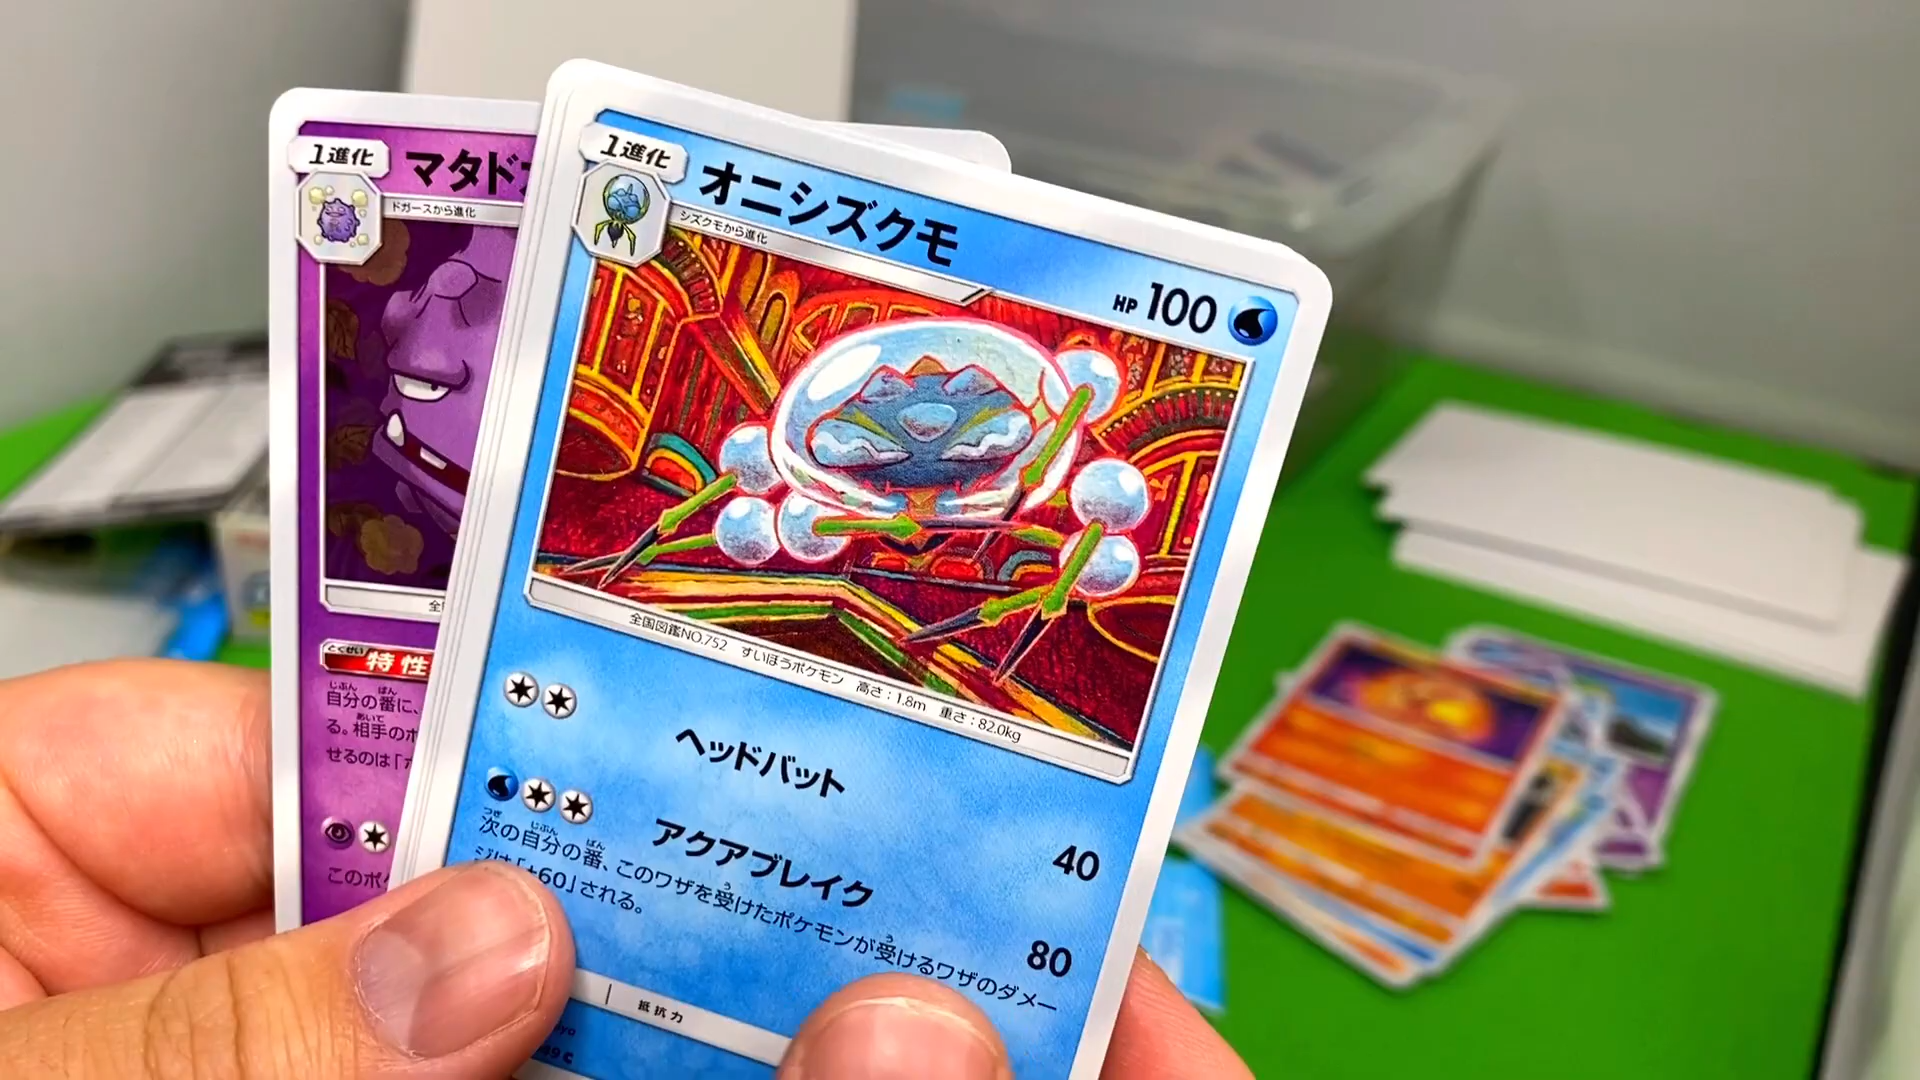 1進化
マタド
ドガースから進化
全
とくせい
特性
自分の番に、
る。相手の
せるのは「
このポケ
1進化
オニシズクモ
シズクモから進化
HP 100
全国図鑑NO.752 すいほうポケモン 高さ:1.8m 重さ:82.0kg
ヘッドバット 40
アクアブレイク 80
次の自分の番、このワザを受けたポケモンが受けるワザのダメー
ジは「+60」される。
抵抗力
C